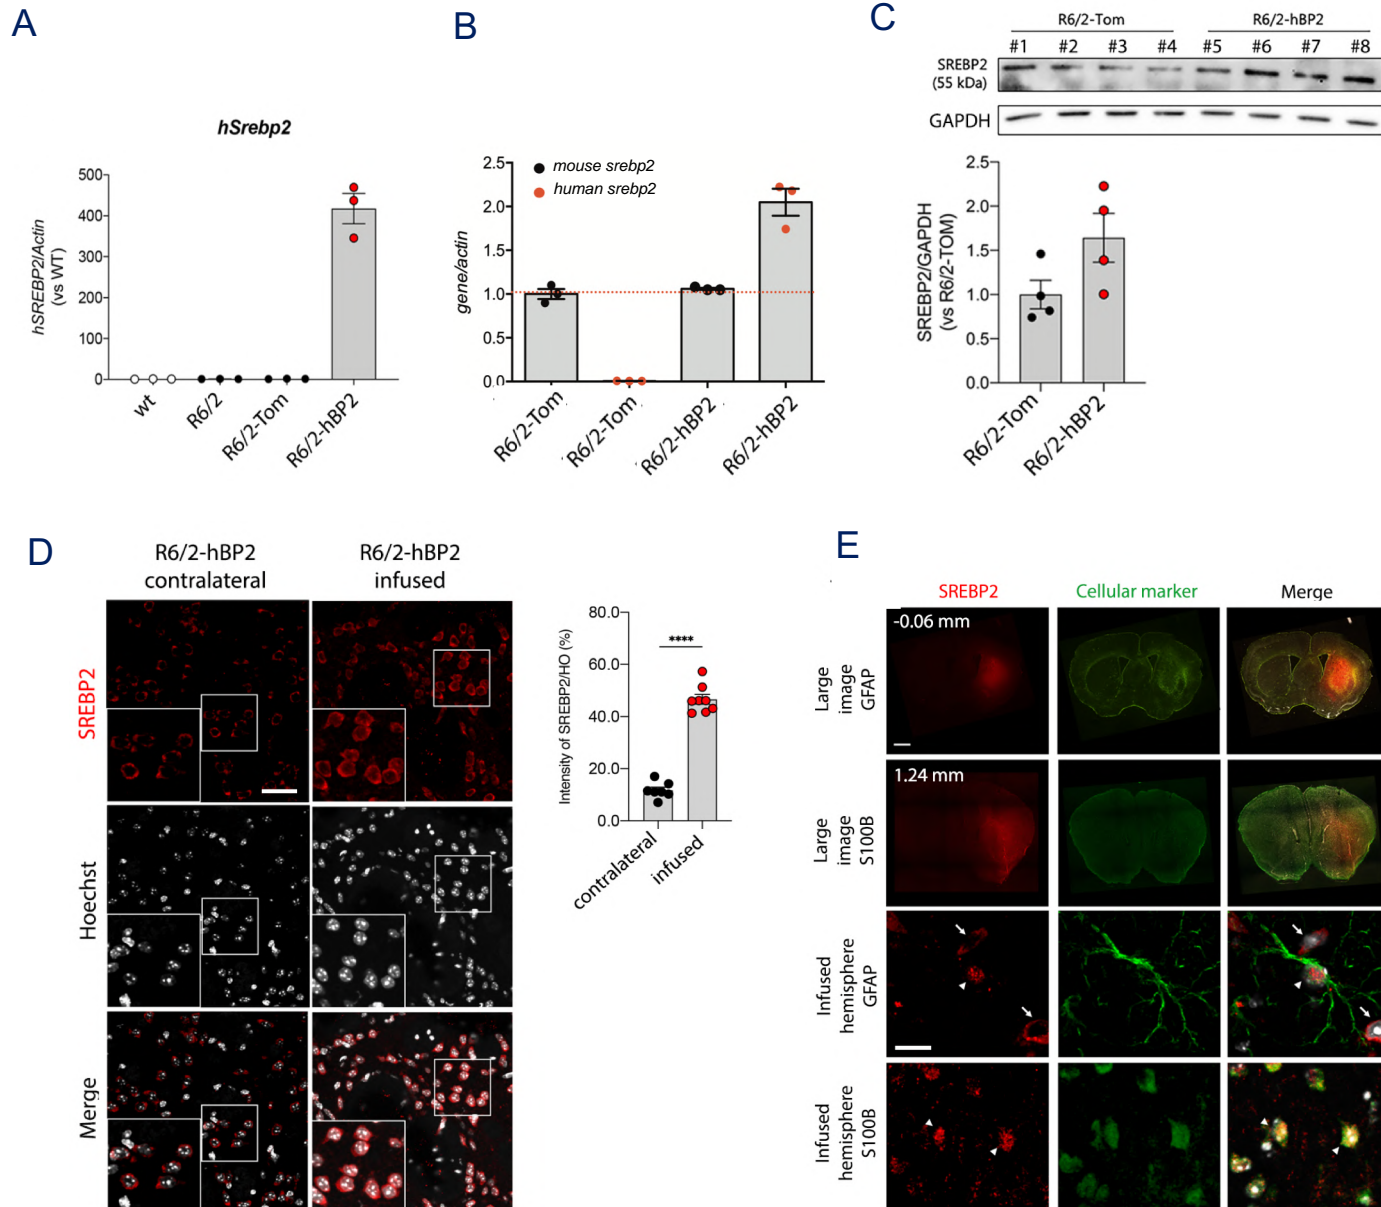 A
hSrebp2
hSREBP2/Actin
(vs WT)
500
400
300
200
100
0
wt
R6/2
R6/2-Tom
R6/2-hBP2
B
mouse srebp2
human srebp2
gene/actin
2.5
2.0
1.5
1.0
0.5
0.0
R6/2-Tom
R6/2-Tom
R6/2-hBP2
R6/2-hBP2
C
R6/2-Tom
R6/2-hBP2
#1 #2 #3 #4 #5 #6 #7 #8
SREBP2
(55 kDa)
GAPDH
SREBP2/GAPDH
(vs R6/2-TOM)
2.5
2.0
1.5
1.0
0.5
0.0
R6/2-Tom
R6/2-hBP2
D
R6/2-hBP2
contralateral
R6/2-hBP2
infused
SREBP2
Hoechst
Merge
Intensity of SREBP2/HO (%)
80.0
60.0
40.0
20.0
0.0
****
contralateral
infused
E
SREBP2
Cellular marker
Merge
-0.06 mm
Large
image
GFAP
1.24 mm
Large
image
S100B
Infused
hemisphere
GFAP
Infused
hemisphere
S100B